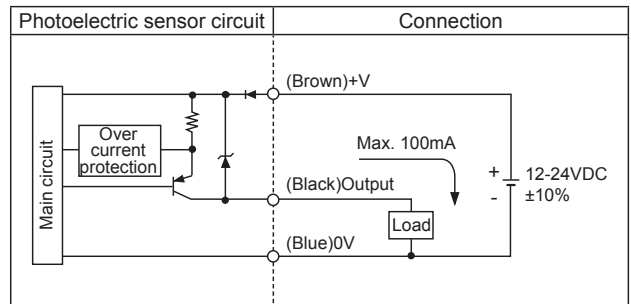 Photoelectric sensor circuit
Connection
(Brown)+V
Main circuit
Over
current
protection
Max. 100mA
+
-
12-24VDC
±10%
(Black)Output
Load
(Blue)0V